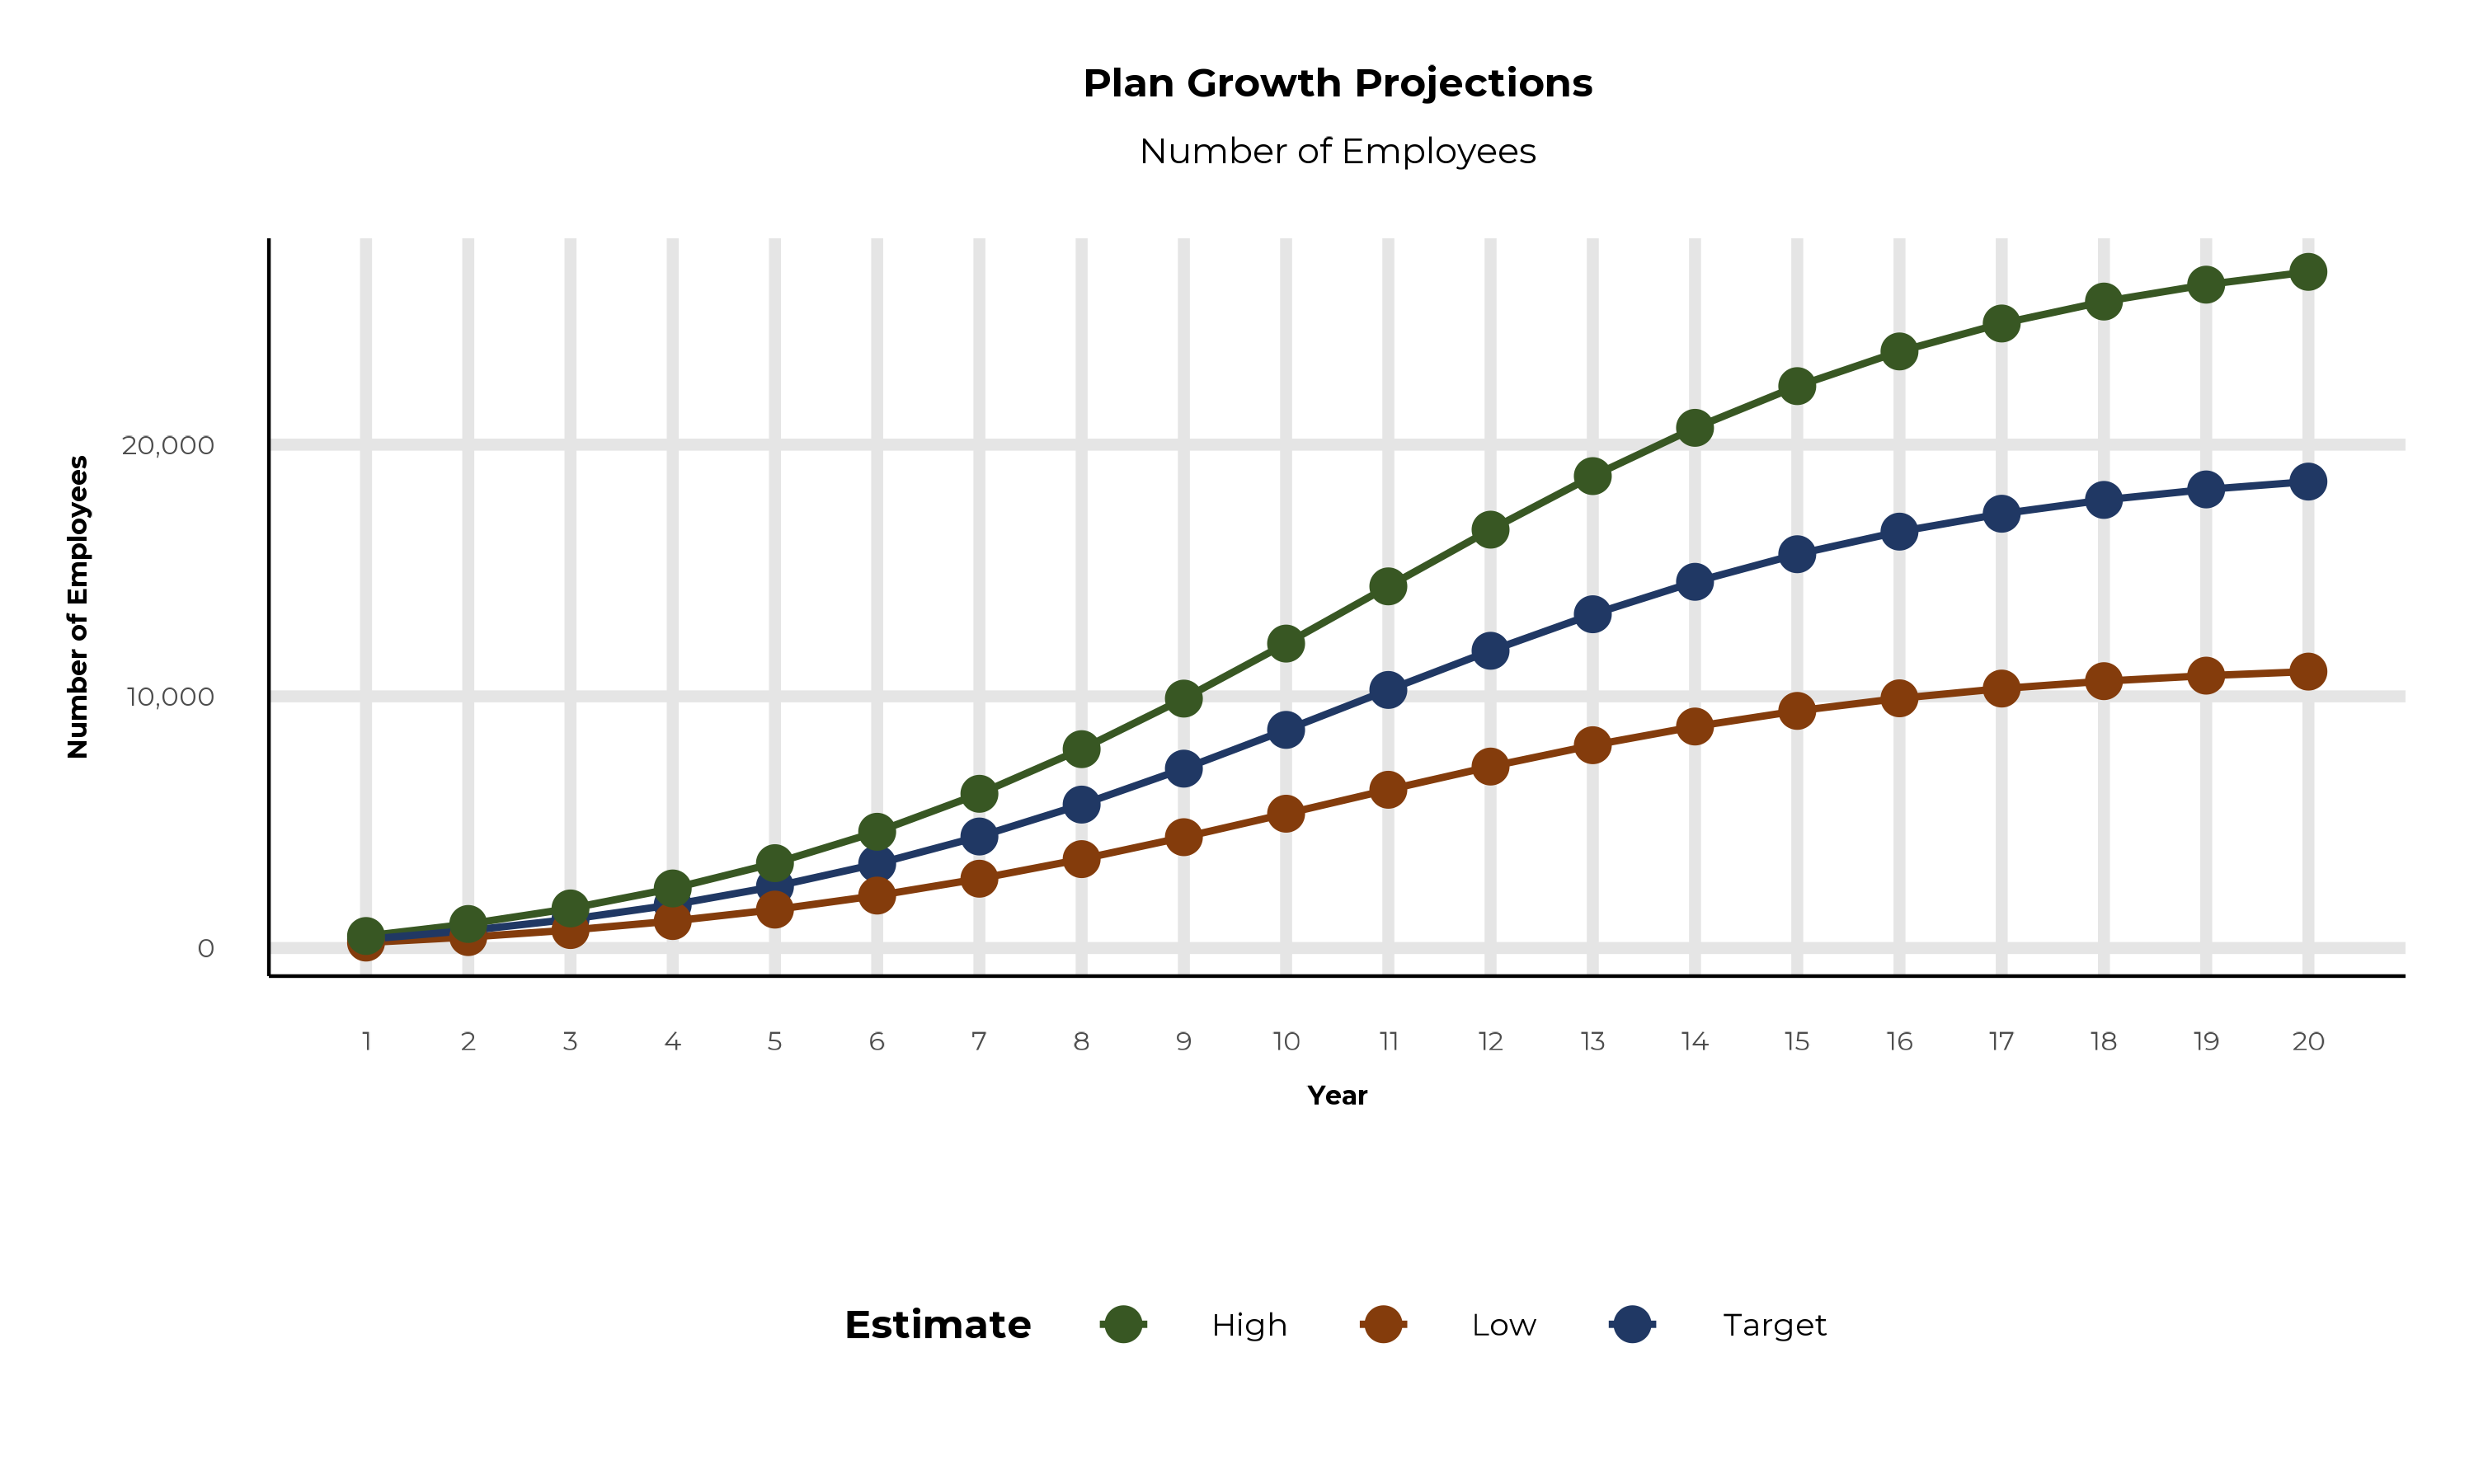 Plan Growth Projections
Number of Employees
Number of Employees
20,000
10,000
0
1 2 3 4 5 6 7 8 9 10 11 12 13 14 15 16 17 18 19 20
Year
Estimate High Low Target